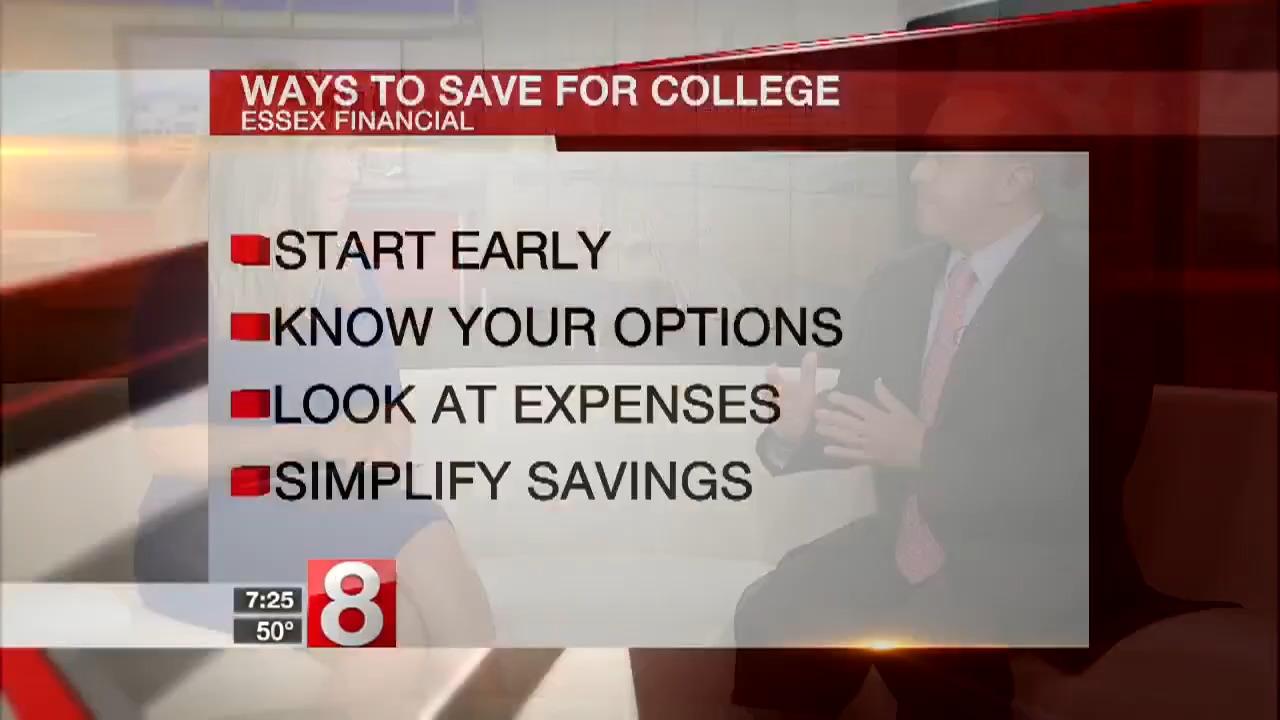 WAYS TO SAVE FOR COLLEGE
ESSEX FINANCIAL
START EARLY
KNOW YOUR OPTIONS
LOOK AT EXPENSES
SIMPLIFY SAVINGS
7:25
50°
8